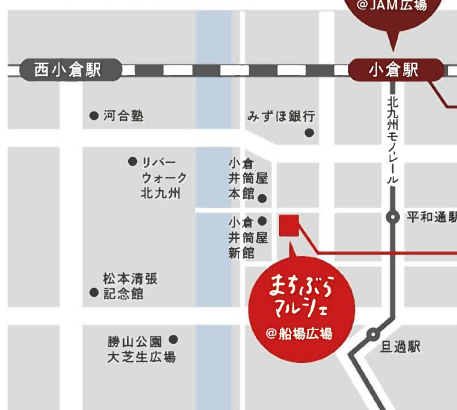 @JAM広場
西小倉駅
小倉駅
河合塾
みずほ銀行
北九州モノレール
リバー
ウォーク
北九州
小倉
井筒屋
本館
小倉
井筒屋
新館
平和通駅
まちぶら
マルシェ
@船場広場
松本清張
記念館
勝山公園
大芝生広場
旦過駅